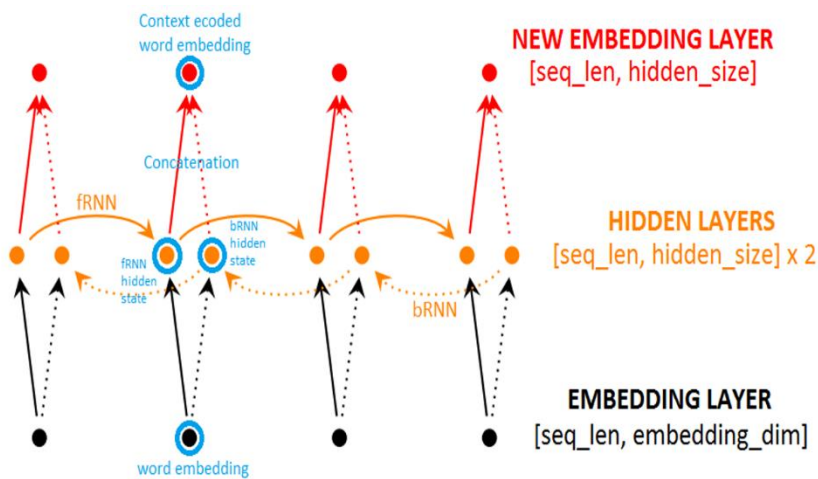 Context ecoded
word embedding
NEW EMBEDDING LAYER
[seq_len, hidden_size]
Concatenation
fRNN
bRNN
hidden
state
fRNN
hidden
state
HIDDEN LAYERS
[seq_len, hidden_size] x 2
bRNN
EMBEDDING LAYER
[seq_len, embedding_dim]
word embedding